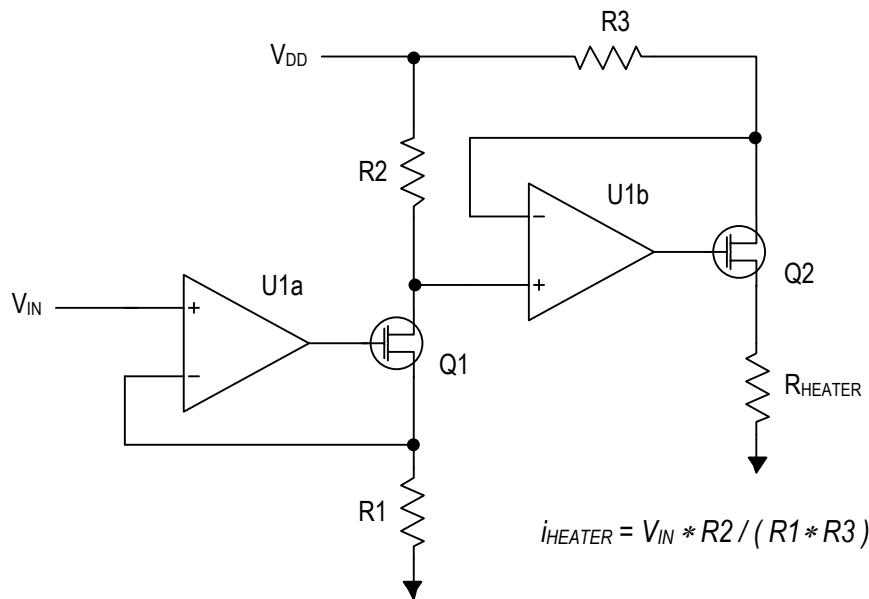 R3
VDD
R2
U1b
Q2
U1a
VIN
+
−
−
+
Q1
RHEATER
R1
iHEATER = VIN * R2 / ( R1 * R3 )